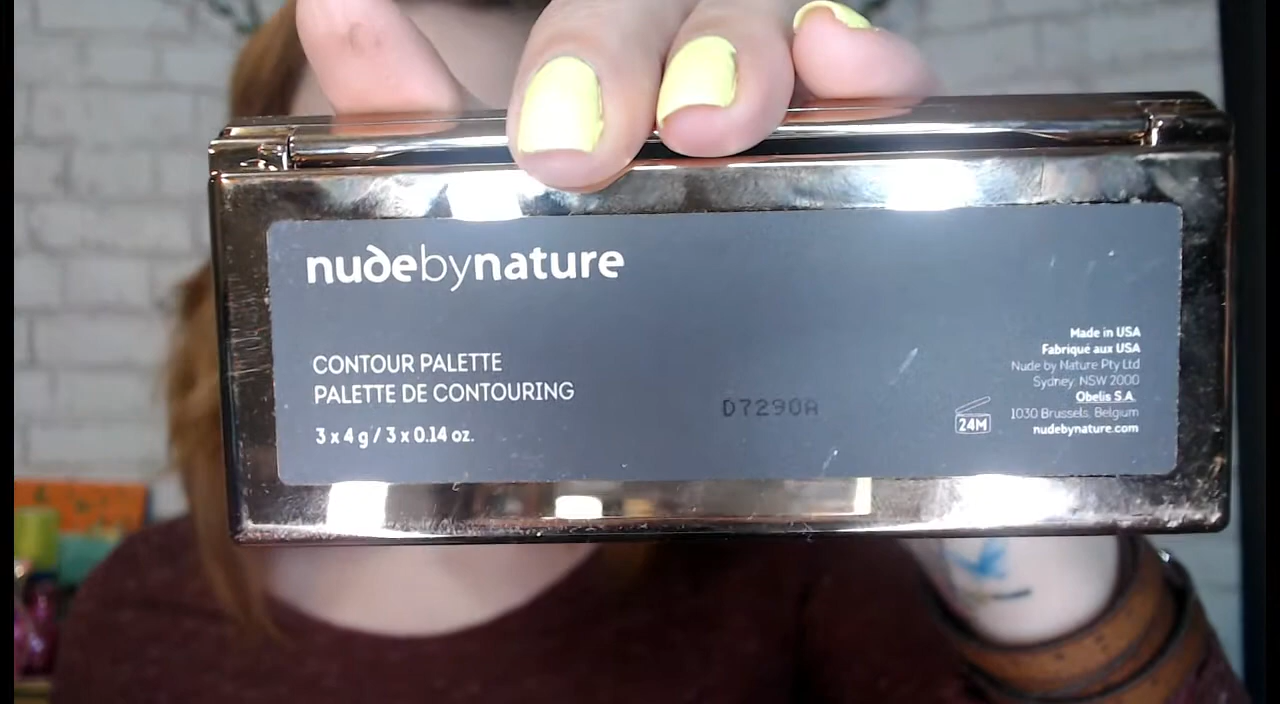 nudebynature
CONTOUR PALETTE
PALETTE DE CONTOURING
3 x 4 g / 3 x 0.14 oz.
D7290A
24M
Made in USA
Fabriqué aux USA
Nude by Nature Pty Ltd
Sydney, NSW 2000
Obelis S.A.
1030 Brussels, Belgium
nudebynature.com